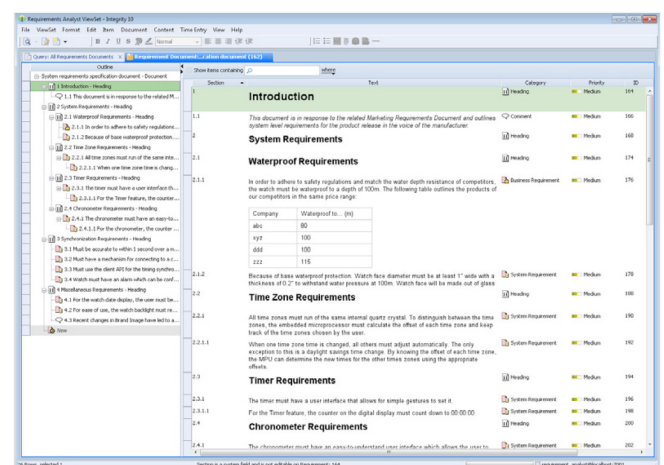 Requirements Analyst ViewSet - Integrity 10
File ViewSet Format Edit Item Document Content Time Entry View Help
Normal
Query: All Requirements Documents
Requirement Document:...cation document (162)
Outline
System requirements specification document - Document
1 Introduction - Heading
1.1 This document is in response to the related M...
2 System Requirements - Heading
2.1 Waterproof Requirements - Heading
2.1.1 In order to adhere to safety regulations...
2.1.2 Because of base waterproof protection...
2.2 Time Zone Requirements - Heading
2.2.1 All time zones must run of the same inte...
2.2.1.1 When one time zone time is chang...
2.3 Timer Requirements - Heading
2.3.1 The timer must have a user interface th...
2.3.1.1 For the Timer feature, the counter...
2.4 Chronometer Requirements - Heading
2.4.1 The chronometer must have an easy-to...
2.4.1.1 For the chronometer, the counter ...
3 Synchronization Requirements - Heading
3.1 Must be accurate to within 1 second over a m...
3.2 Must have a mechanism for connecting to a c...
3.3 Must use the client API for the timing synchro...
3.4 Watch must have an alarm which can be conf...
4 Miscellaneous Requirements - Heading
4.1 For the watch date display, the user must be...
4.2 For ease of use, the watch backlight must re...
4.3 Recent changes in Brand Image have led to a...
New
Show items containing: where
Section Text Category Priority ID
1 Introduction Heading Medium 164
1.1 This document is in response to the related Marketing Requirements Document and outlines Comment Medium 166
system level requirements for the product release in the voice of the manufacturer.
2 System Requirements Heading Medium 168
2.1 Waterproof Requirements Heading Medium 174
2.1.1 In order to adhere to safety regulations and match the water depth resistance of competitors, Business Requirement Medium 176
the watch must be waterproof to a depth of 100m. The following table outlines the products of
our competitors in the same price range:
Company Waterproof to... (m)
abc 80
xyz 100
ddd 100
zzz 115
2.1.2 Because of base waterproof protection. Watch face diameter must be at least 1" wide with a System Requirement Medium 178
thickness of 0.2" to withstand water pressure at 100m. Watch face will be made out of glass
2.2 Time Zone Requirements Heading Medium 188
2.2.1 All time zones must run of the same internal quartz crystal. To distinguish between the time System Requirement Medium 190
zones, the embedded microprocessor must calculate the offset of each time zone and keep
track of the time zones chosen by the user.
2.2.1.1 When one time zone time is changed, all others must adjust automatically. The only System Requirement Medium 192
exception to this is a daylight savings time change. By knowing the offset of each time zone,
the MPU can determine the new times for the other times zones using the appropriate
offsets.
2.3 Timer Requirements Heading Medium 194
2.3.1 The timer must have a user interface that allows for simple gestures to set it. System Requirement Medium 196
2.3.1.1 For the Timer feature, the counter on the digital display must count down to 00:00:00 System Requirement Medium 198
2.4 Chronometer Requirements Heading Medium 200
2.4.1 The chronometer must have an easy-to-understand user interface which allows the user to System Requirement Medium 202
Section is a system field and is not editable on Requirement: 164